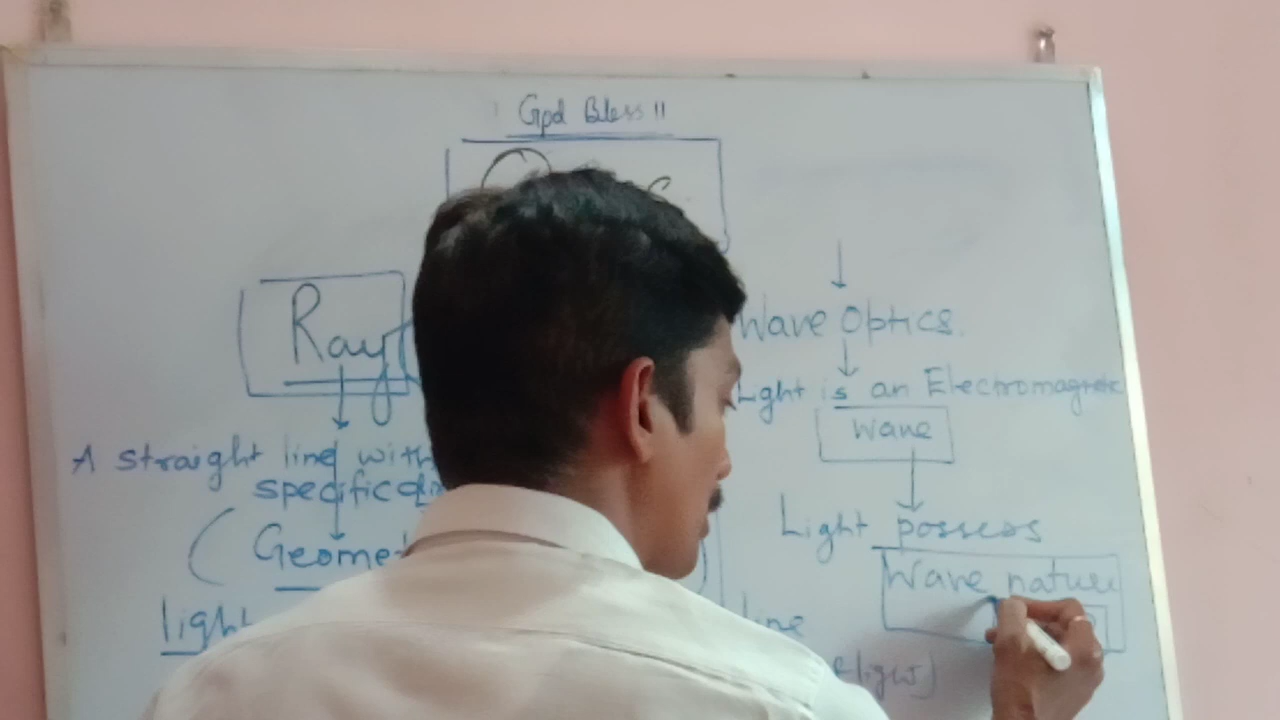 God Bless !!
Ray
Wave Optics.
Light is an Electromagnetic
Wave
A straight line with
specific
Light possess
(Geomet
Wave nature
light
line